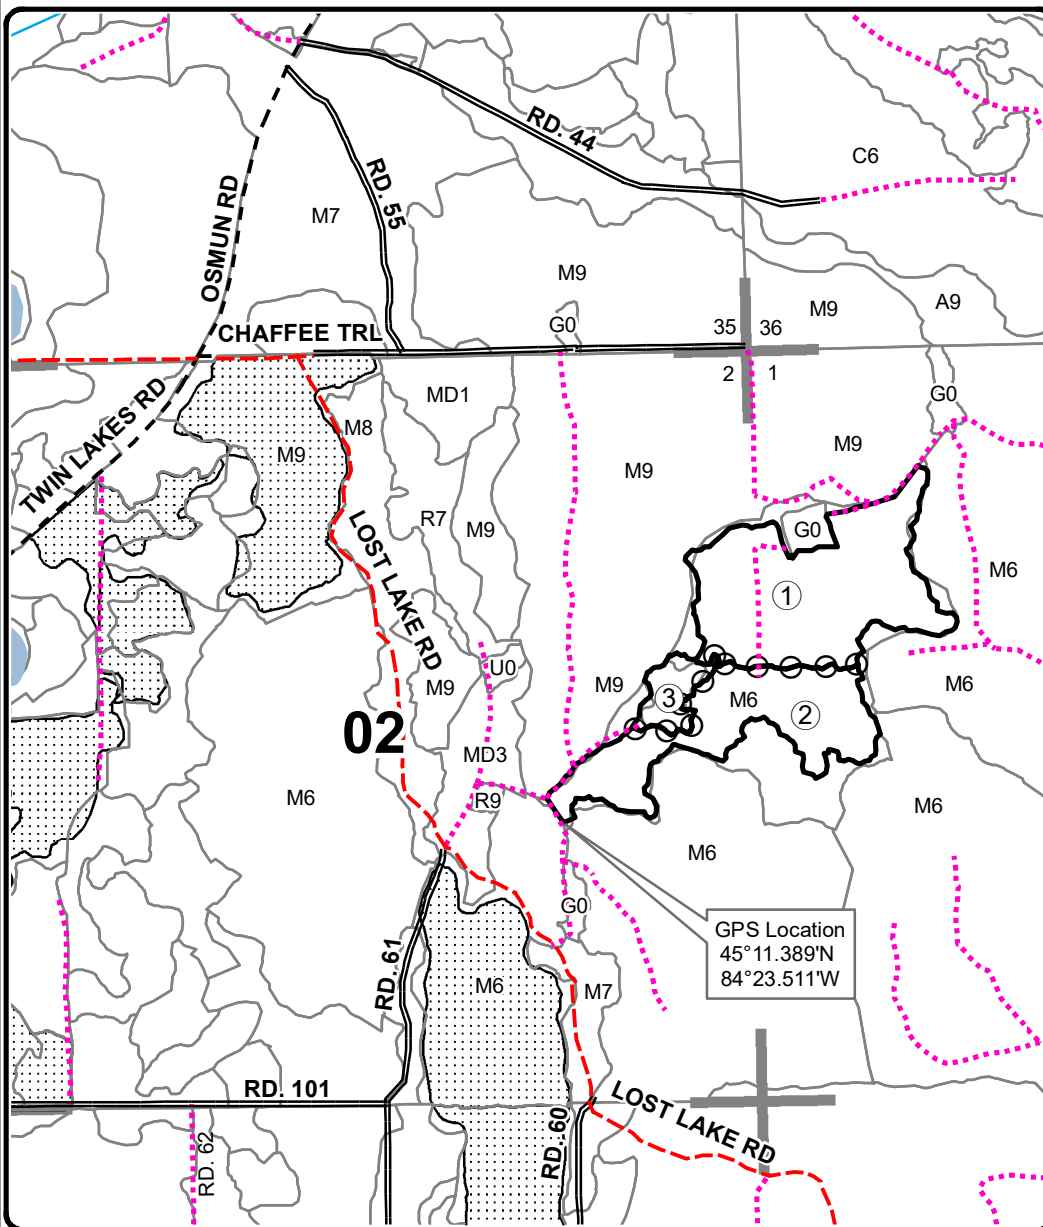 RD. 44
C6
RD. 55
M7
OSMUN RD
M9
M9
A9
G0
35
36
CHAFFEE TRL
2
1
MD1
G0
TWIN LAKES RD
M8
M9
M9
M9
R7
M9
G0
LOST LAKE RD
M6
1
U0
M9
M9
3
M6
2
M6
02
MD3
M6
R9
M6
M6
G0
GPS Location
45°11.389'N
84°23.511'W
RD. 61
M6
M7
RD. 101
LOST LAKE RD
RD. 60
RD. 62